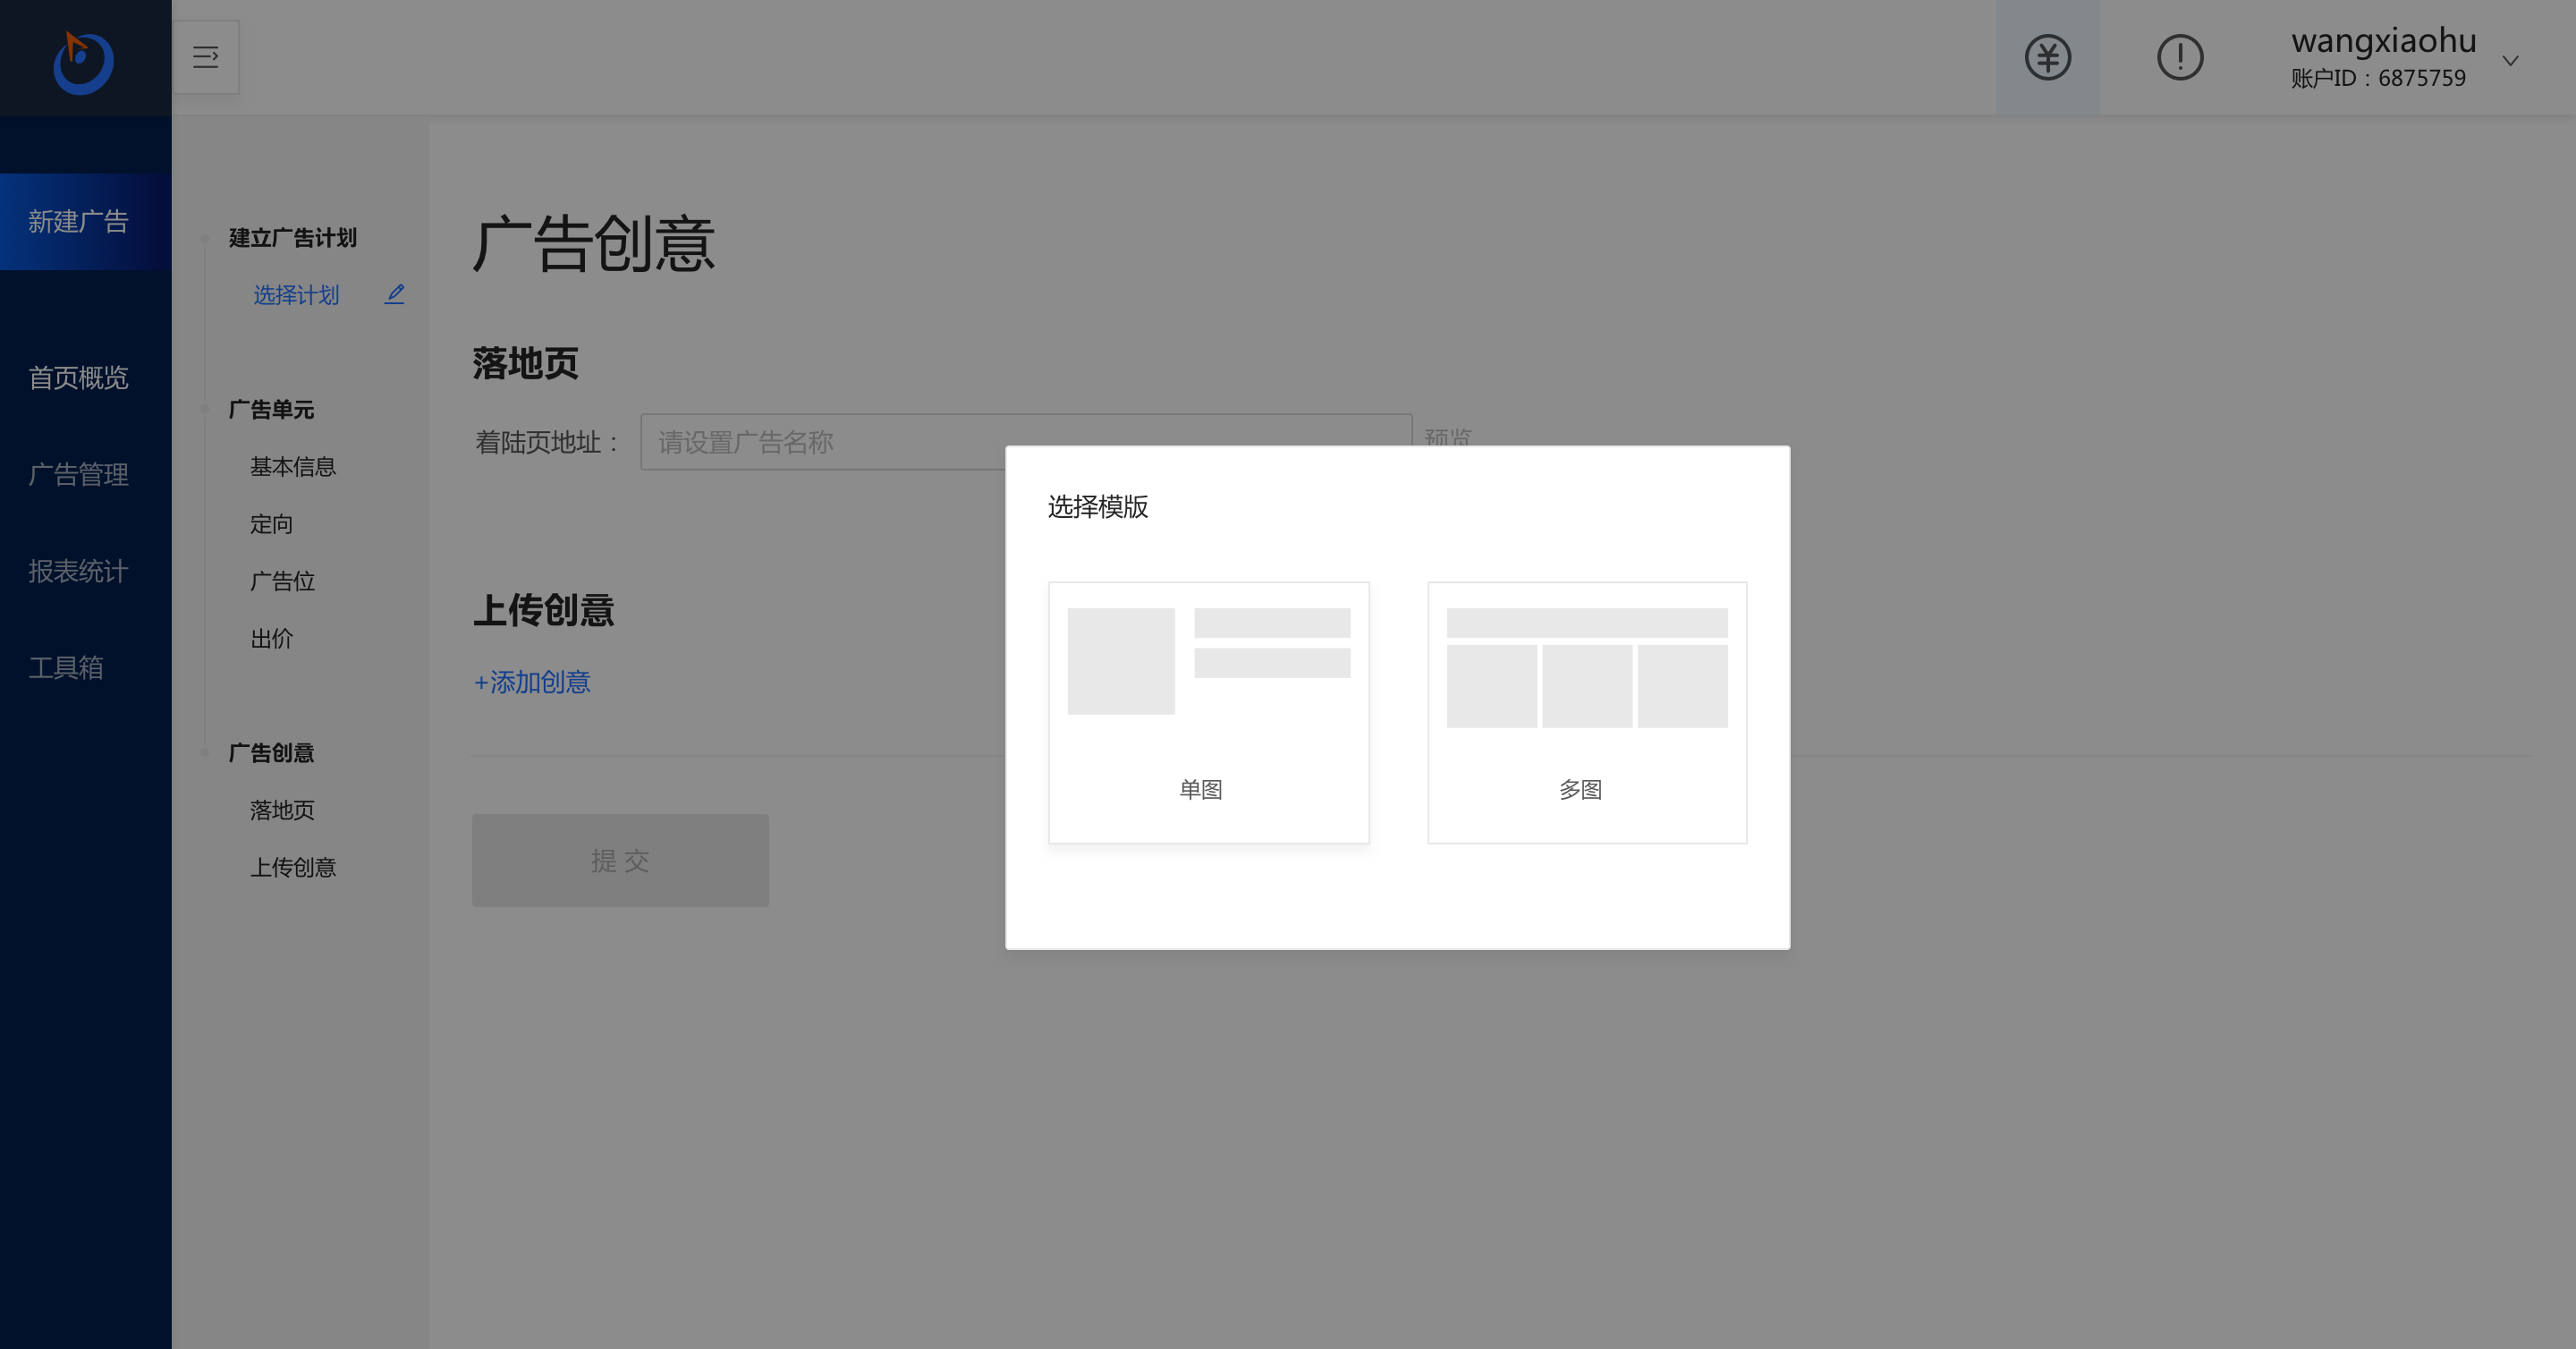 wangxiaohu
账户ID：6875759
新建广告
首页概览
广告管理
报表统计
工具箱
建立广告计划
选择计划
广告单元
基本信息
定向
广告位
出价
广告创意
落地页
上传创意
广告创意
落地页
着陆页地址： 请设置广告名称 预览
上传创意
+添加创意
提 交
选择模版
单图 多图